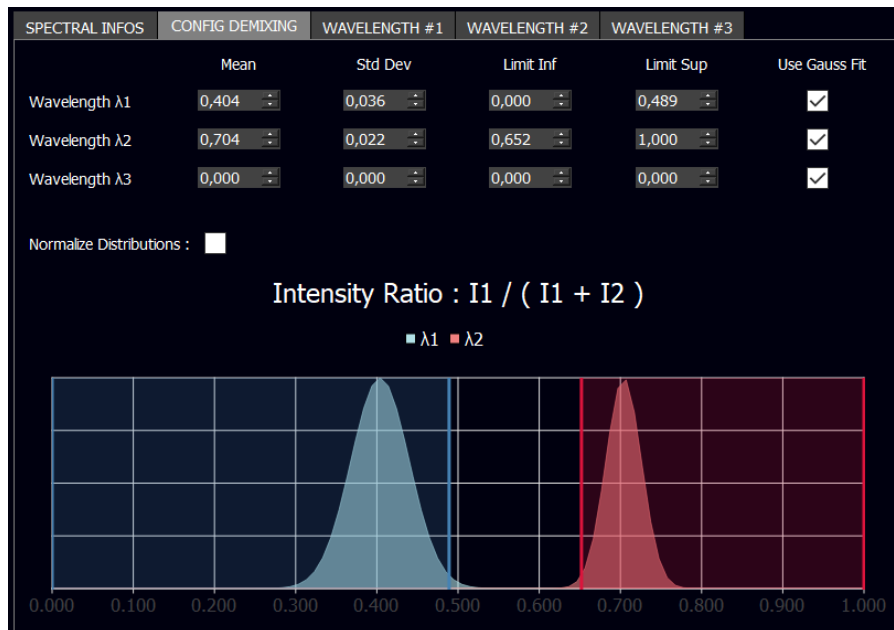 SPECTRAL INFOS CONFIG DEMIXING WAVELENGTH #1 WAVELENGTH #2 WAVELENGTH #3
Mean Std Dev Limit Inf Limit Sup Use Gauss Fit
Wavelength λ1 0,404 0,036 0,000 0,489
Wavelength λ2 0,704 0,022 0,652 1,000
Wavelength λ3 0,000 0,000 0,000 0,000
Normalize Distributions :
Intensity Ratio : I1 / ( I1 + I2 )
λ1 λ2
0.000 0.100 0.200 0.300 0.400 0.500 0.600 0.700 0.800 0.900 1.000